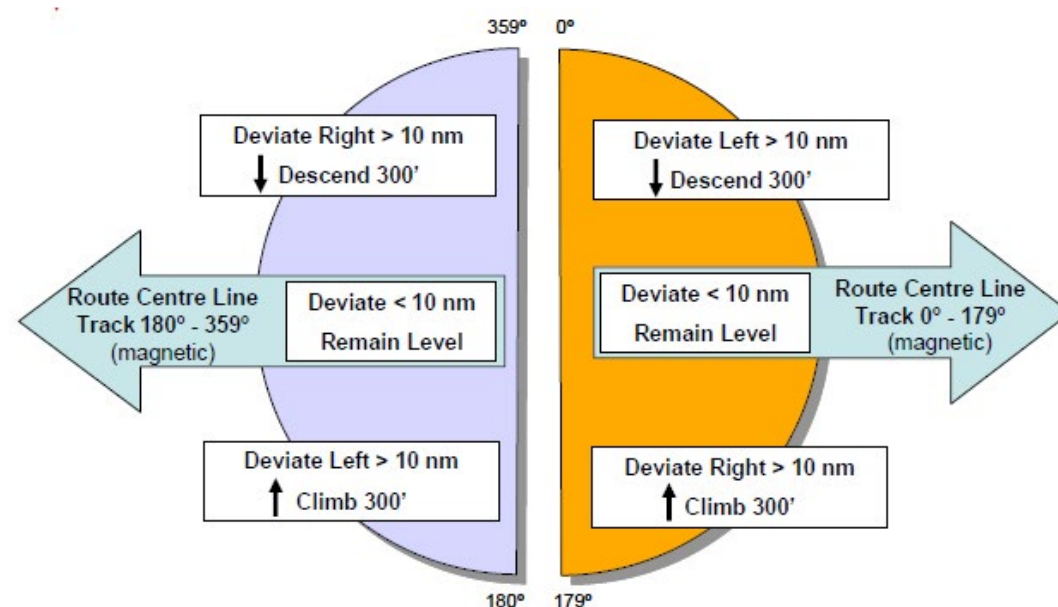 359º
0º
Deviate Right > 10 nm
Descend 300'
Deviate Left > 10 nm
Descend 300'
Route Centre Line
Track 180º - 359º
(magnetic)
Deviate < 10 nm
Remain Level
Deviate < 10 nm
Remain Level
Route Centre Line
Track 0º - 179º
(magnetic)
Deviate Left > 10 nm
Climb 300'
Deviate Right > 10 nm
Climb 300'
180º
179º